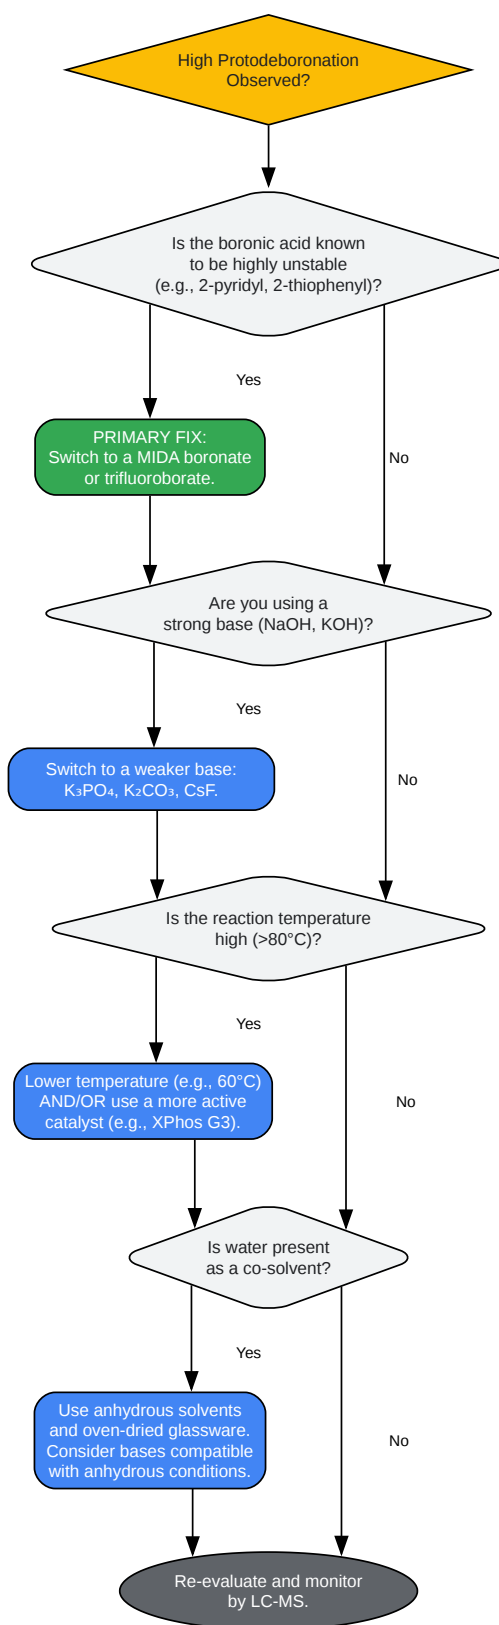 High Protodeboronation
Observed?
Is the boronic acid known
to be highly unstable
(e.g., 2-pyridyl, 2-thiophenyl)?
Yes
PRIMARY FIX:
Switch to a MIDA boronate
or trifluoroborate.
No
Are you using a
strong base (NaOH, KOH)?
Yes
Switch to a weaker base:
K₃PO₄, K₂CO₃, CsF.
No
Is the reaction temperature
high (>80°C)?
Yes
Lower temperature (e.g., 60°C)
AND/OR use a more active
catalyst (e.g., XPhos G3).
No
Is water present
as a co-solvent?
Yes
Use anhydrous solvents
and oven-dried glassware.
Consider bases compatible
with anhydrous conditions.
No
Re-evaluate and monitor
by LC-MS.